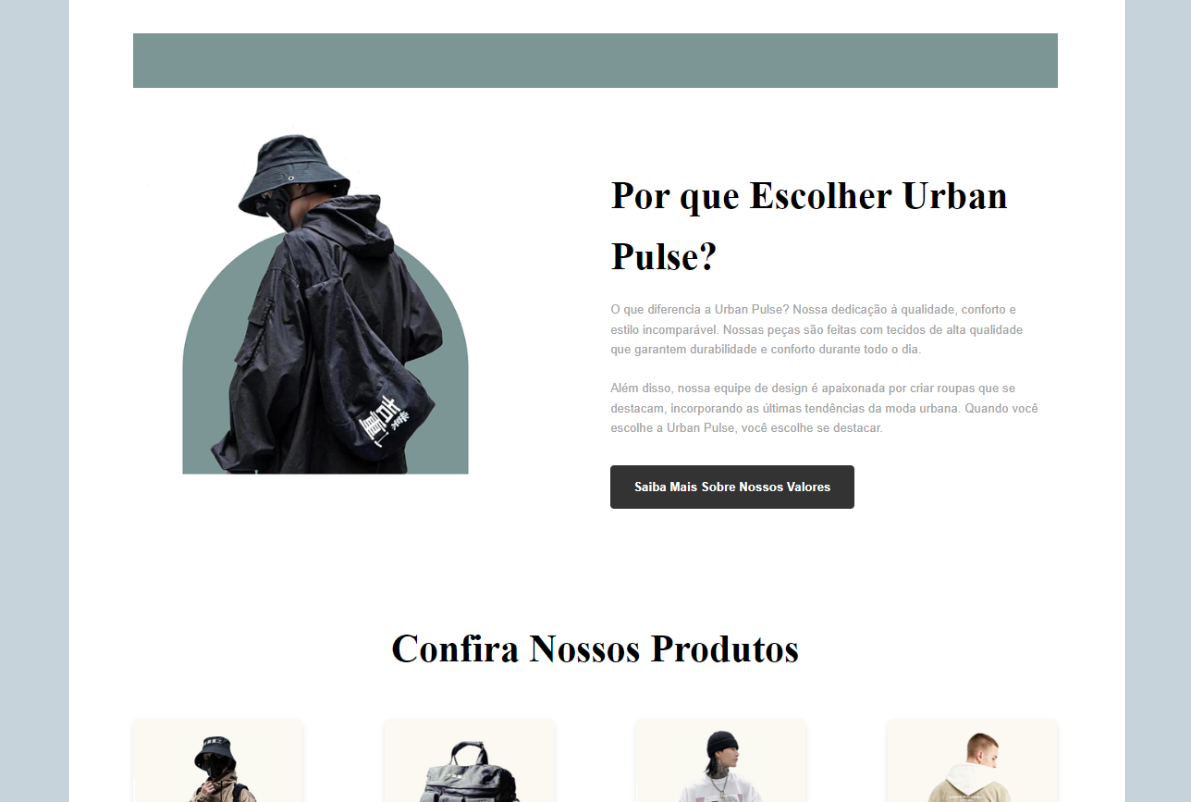 Por que Escolher Urban
Pulse?
O que diferencia a Urban Pulse? Nossa dedicação à qualidade, conforto e
estilo incomparável. Nossas peças são feitas com tecidos de alta qualidade
que garantem durabilidade e conforto durante todo o dia.
Além disso, nossa equipe de design é apaixonada por criar roupas que se
destacam, incorporando as últimas tendências da moda urbana. Quando você
escolhe a Urban Pulse, você escolhe se destacar.
Saiba Mais Sobre Nossos Valores
Confira Nossos Produtos